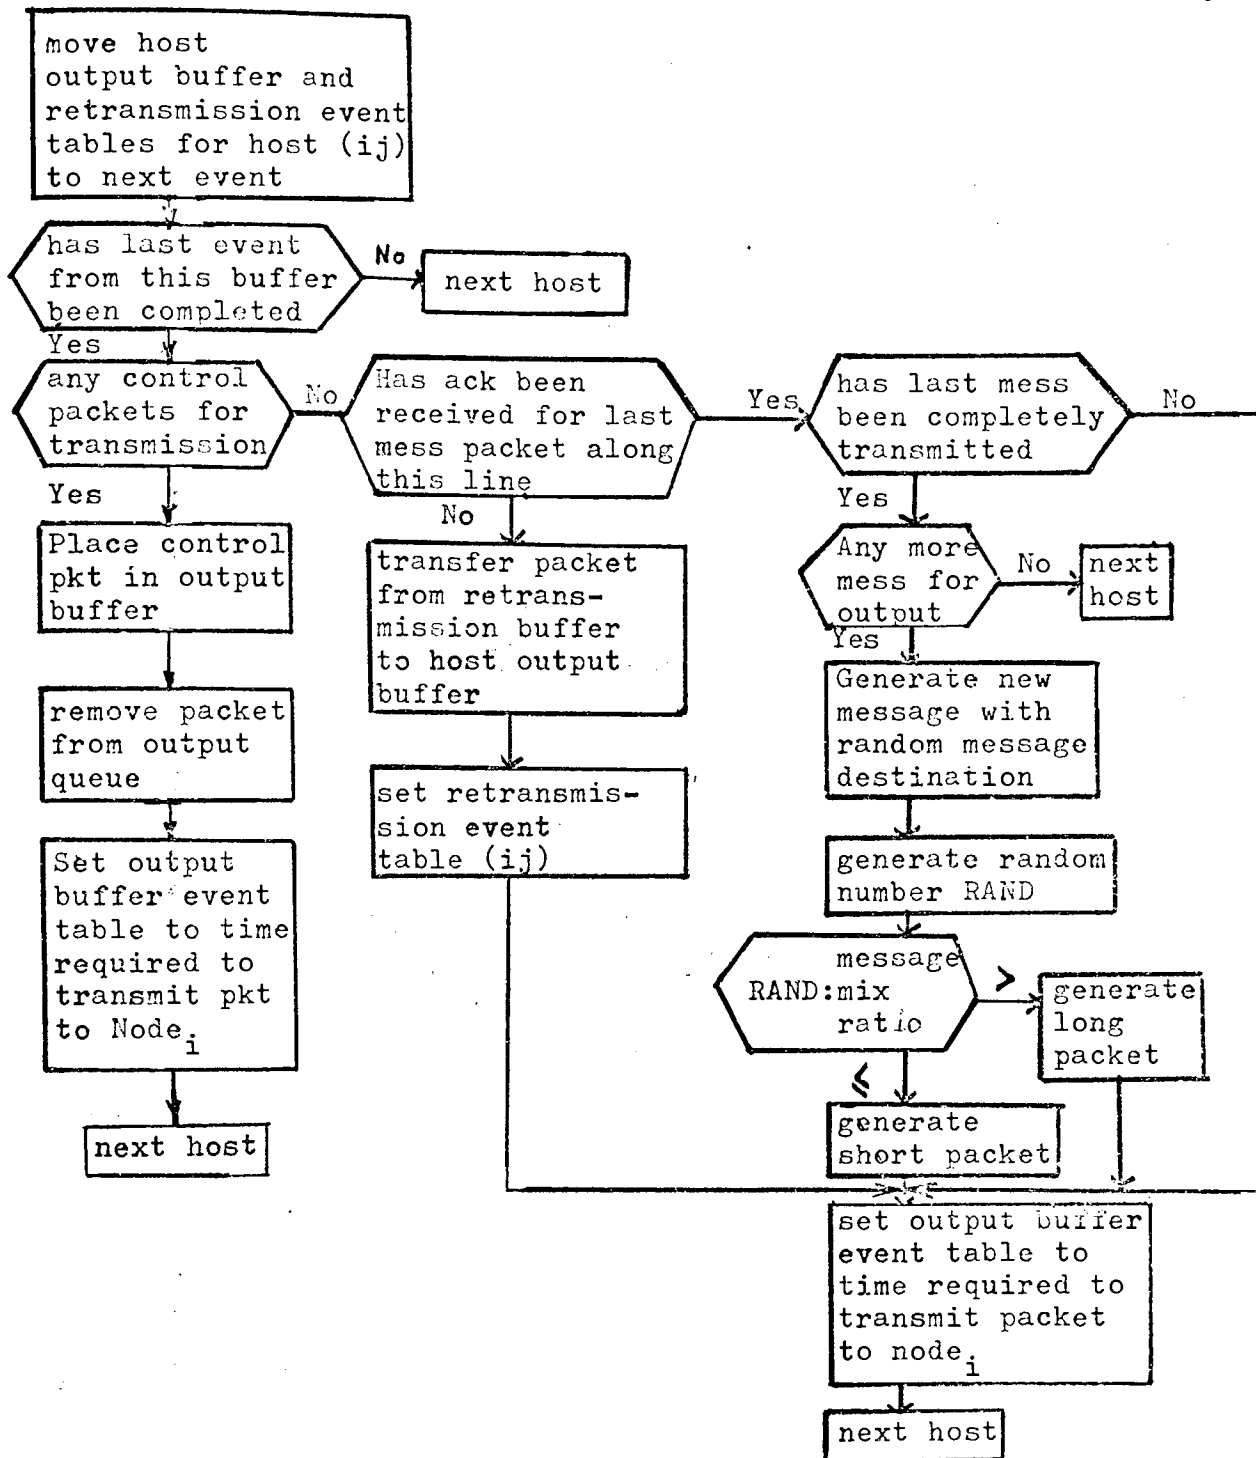 move host
output buffer and
retransmission event
tables for host (ij)
to next event
has last event
from this buffer
been completed
No
next host
Yes
any control
packets for
transmission
No
Has ack been
received for last
mess packet along
this line
Yes
has last mess
been completely
transmitted
No
Yes
Place control
pkt in output
buffer
remove packet
from output
queue
Set output
buffer event
table to time
required to
transmit pkt
to Node i
next host
No
transfer packet
from retrans-
mission buffer
to host output
buffer
set retransmis-
sion event
table (ij)
Yes
Any more
mess for
output
No
next
host
Yes
Generate new
message with
random message
destination
generate random
number RAND
message
RAND:mix
ratio
>
generate
long
packet
≤
generate
short packet
set output buffer
event table to
time required to
transmit packet
to node i
next host